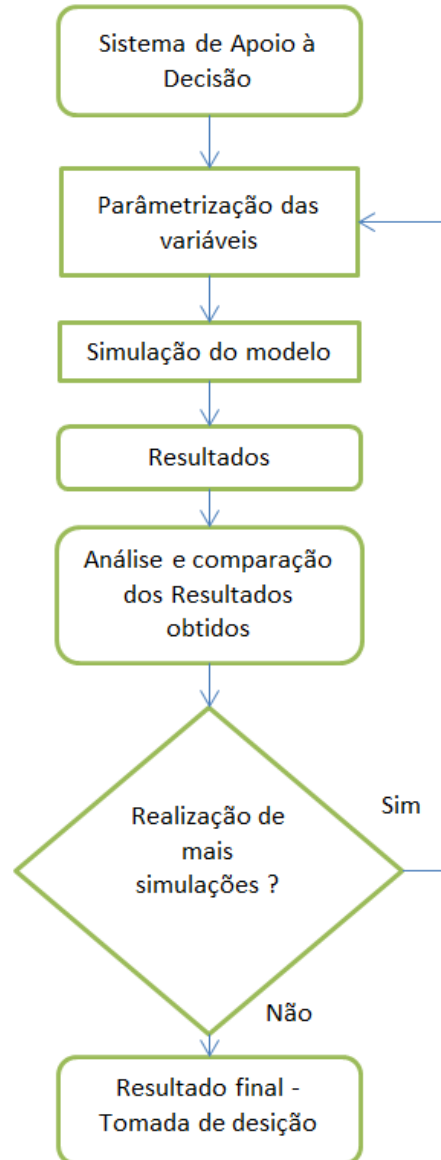 Sistema de Apoio à
Decisão
Parâmetrização das
variáveis
Simulação do modelo
Resultados
Análise e comparação
dos Resultados
obtidos
Realização de
mais
simulações ?
Sim
Não
Resultado final -
Tomada de desição